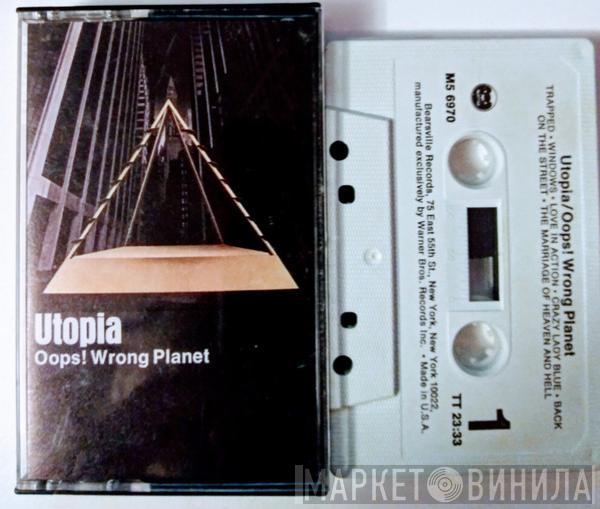 Utopia
Oops! Wrong Planet
Utopia/Oops! Wrong Planet
TRAPPED • WINDOWS • LOVE IN ACTION • CRAZY LADY BLUE • BACK
ON THE STREET • THE MARRIAGE OF HEAVEN AND HELL
M5 6970
1
TT 23:33
Bearsville Records, 75 East 55th St., New York, New York 10022,
manufactured exclusively by Warner Bros. Records Inc. • Made in U.S.A.
МАРКЕТ ВИНИЛА